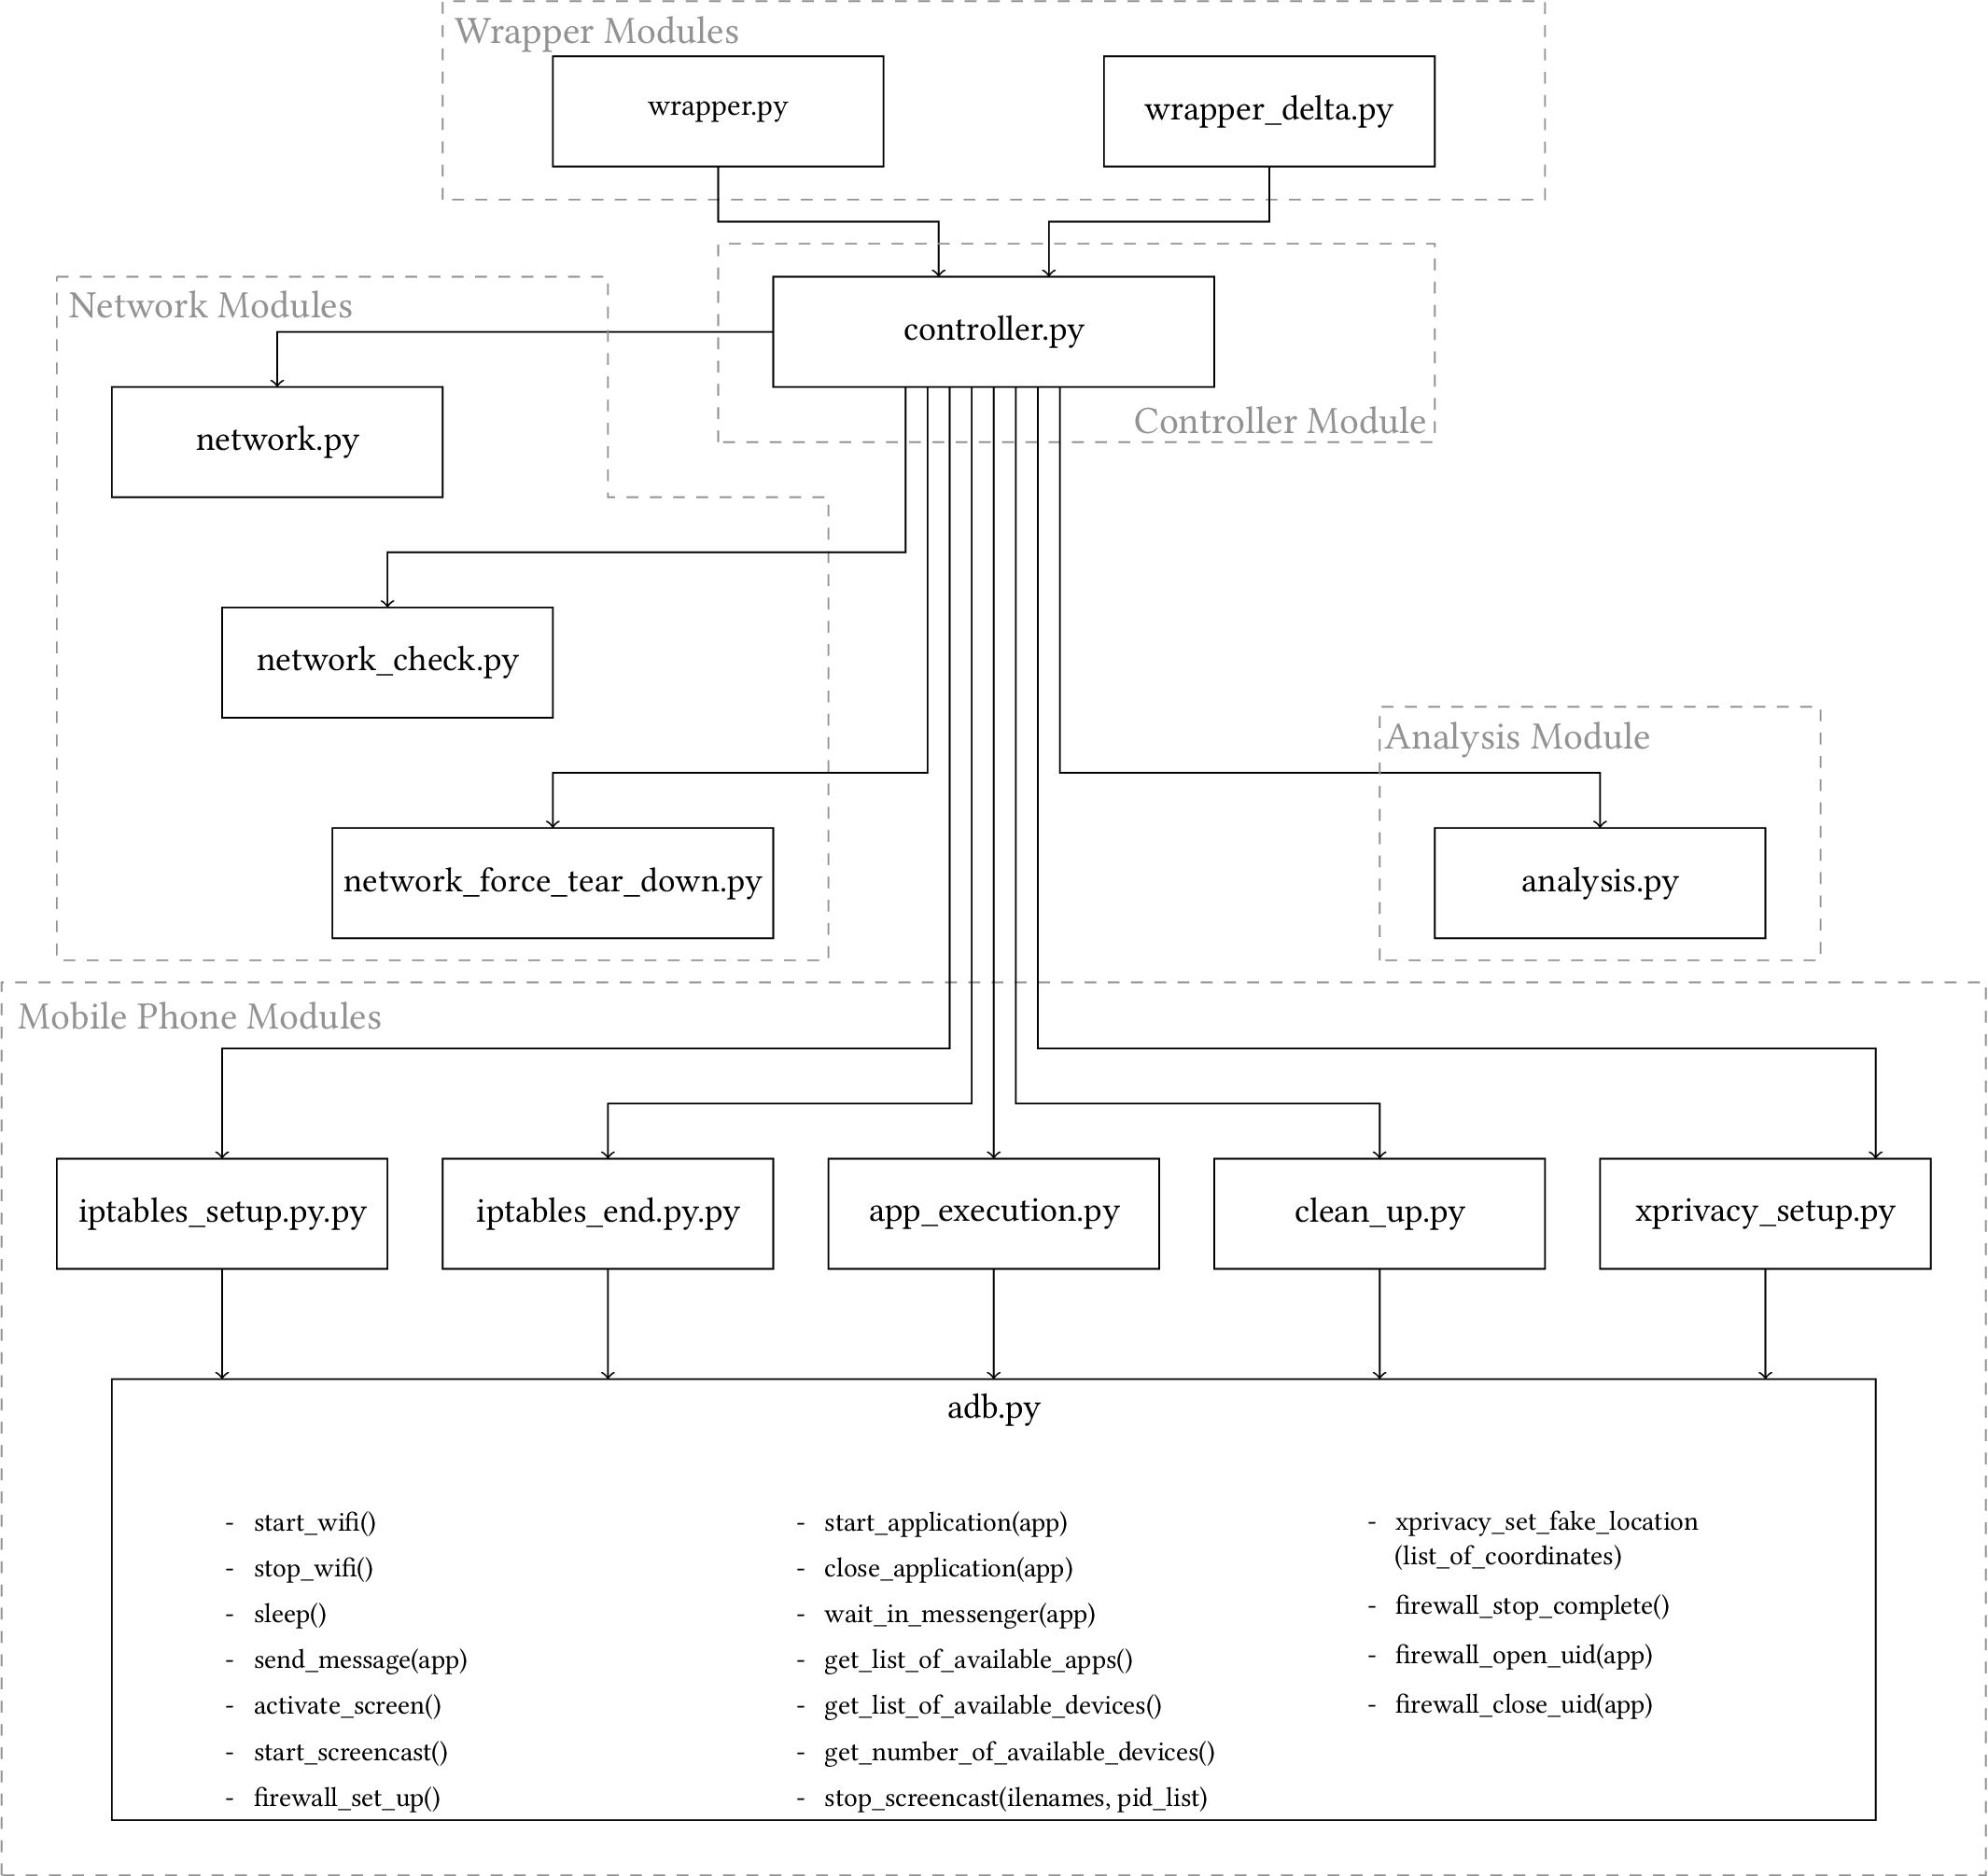 Wrapper Modules
wrapper.py
wrapper_delta.py
Network Modules
controller.py
Controller Module
network.py
network_check.py
Analysis Module
network_force_tear_down.py
analysis.py
Mobile Phone Modules
iptables_setup.py.py
iptables_end.py.py
app_execution.py
clean_up.py
xprivacy_setup.py
adb.py
- start_wifi()
- stop_wifi()
- sleep()
- send_message(app)
- activate_screen()
- start_screencast()
- firewall_set_up()
- start_application(app)
- close_application(app)
- wait_in_messenger(app)
- get_list_of_available_apps()
- get_list_of_available_devices()
- get_number_of_available_devices()
- stop_screencast(ilenames, pid_list)
- xprivacy_set_fake_location
(list_of_coordinates)
- firewall_stop_complete()
- firewall_open_uid(app)
- firewall_close_uid(app)